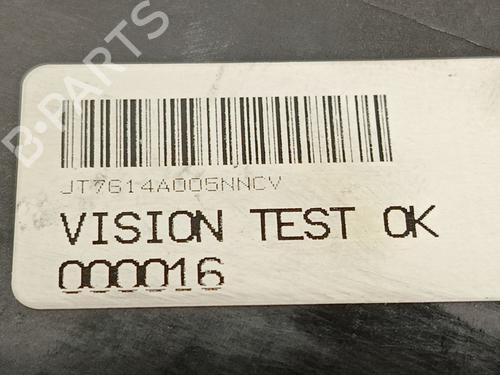 B-PARTS
JT7614A005NNCV
VISION TEST OK
000016